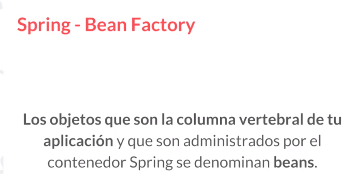 Spring - Bean Factory
Los objetos que son la columna vertebral de tu
aplicación y que son administrados por el
contenedor Spring se denominan beans.